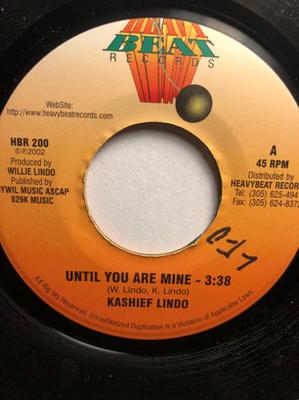 BEAT
RECORDS
WebSite:
http://www.heavybeatrecords.com
HBR 200
©℗2002
Produced by
WILLIE LINDO
Published by
YWIL MUSIC ASCAP
829K MUSIC
A
45 RPM
Distributed by
HEAVYBEAT RECOR
Tel: (305) 625-494
Fax: (305) 624-837
UNTIL YOU ARE MINE - 3:38
(W. Lindo, K. Lindo)
KASHIEF LINDO
All Rights Reserved. Unauthorized Duplication is a Violation of Applicable Laws.